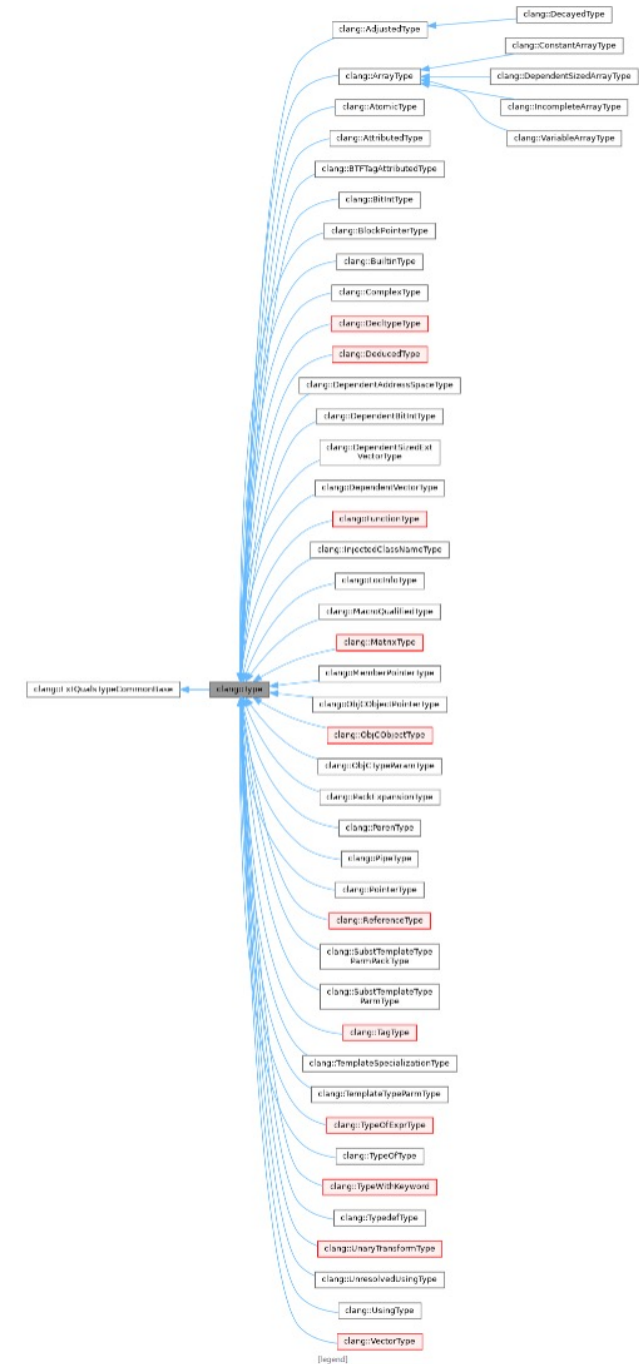 clang::DecayedType
clang::AdjustedType
clang::ConstantArrayType
clang::ArrayType
clang::DependentSizedArrayType
clang::IncompleteArrayType
clang::AtomicType
clang::VariableArrayType
clang::AttributedType
clang::BTFTagAttributedType
clang::BitIntType
clang::BlockPointerType
clang::BuiltinType
clang::ComplexType
clang::DecltypeType
clang::DeducedType
clang::DependentAddressSpaceType
clang::DependentBitIntType
clang::DependentSizedExt
VectorType
clang::DependentVectorType
clang::FunctionType
clang::InjectedClassNameType
clang::LocInfoType
clang::MacroQualifiedType
clang::MatrixType
clang::MemberPointerType
clang::ExtQualsTypeCommonBase
clang::Type
clang::ObjCObjectPointerType
clang::ObjCObjectType
clang::ObjCTypeParamType
clang::PackExpansionType
clang::ParenType
clang::PipeType
clang::PointerType
clang::ReferenceType
clang::SubstTemplateType
ParmPackType
clang::SubstTemplateType
ParmType
clang::TagType
clang::TemplateSpecializationType
clang::TemplateTypeParmType
clang::TypeOfExprType
clang::TypeOfType
clang::TypeWithKeyword
clang::TypedefType
clang::UnaryTransformType
clang::UnresolvedUsingType
clang::UsingType
clang::VectorType
[legend]